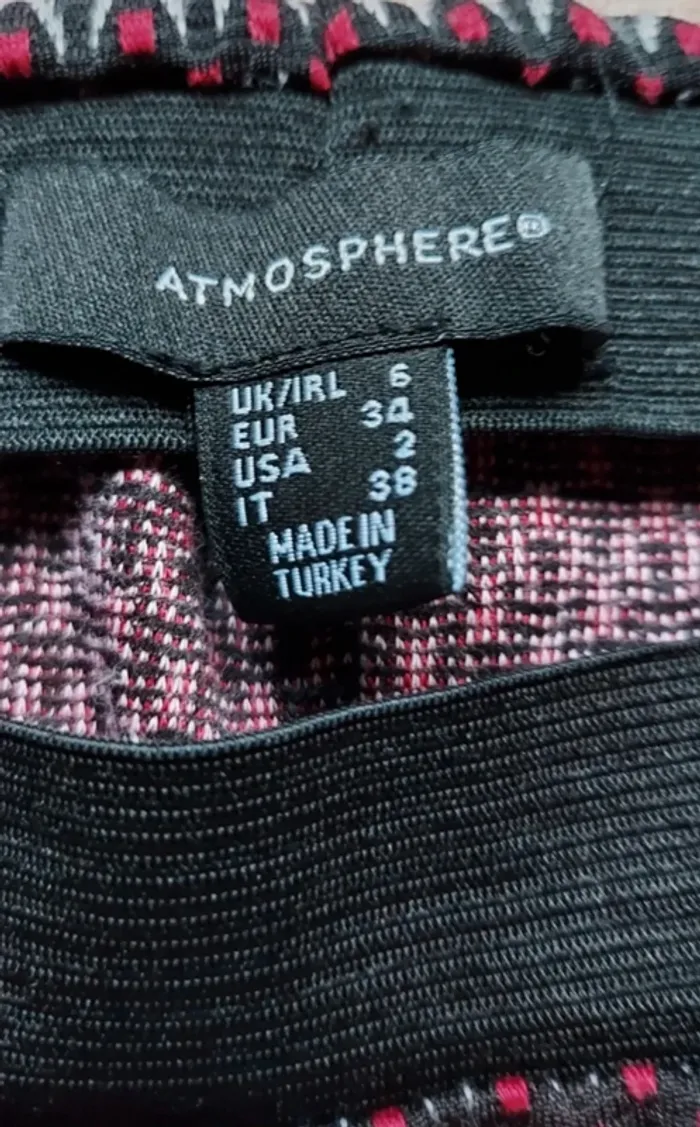 ATMOSPHERE®
UK/IRL 6
EUR 34
USA 2
IT 38
MADE IN
TURKEY